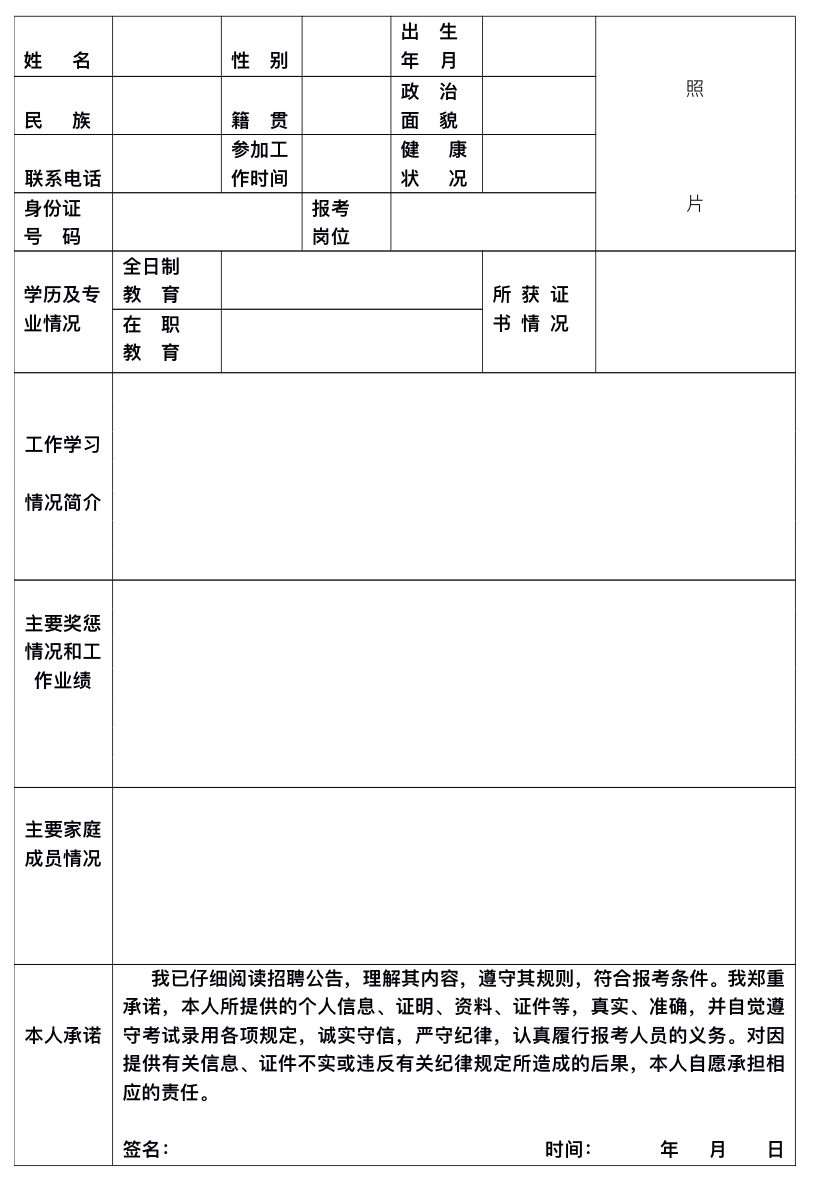 姓 名 性 别 出 生
年 月
照
民 族 籍 贯 政 治
面 貌
联系电话 参加工
作时间
健 康
状 况
片
身份证
号 码
报考
岗位
学历及专
业情况
全日制
教 育
在 职
教 育
所 获 证
书 情 况
工作学习
情况简介
主要奖惩
情况和工
作业绩
主要家庭
成员情况
本人承诺
我已仔细阅读招聘公告，理解其内容，遵守其规则，符合报考条件。我郑重
承诺，本人所提供的个人信息、证明、资料、证件等，真实、准确，并自觉遵
守考试录用各项规定，诚实守信，严守纪律，认真履行报考人员的义务。对因
提供有关信息、证件不实或违反有关纪律规定所造成的后果，本人自愿承担相
应的责任。
签名： 时间： 年 月 日